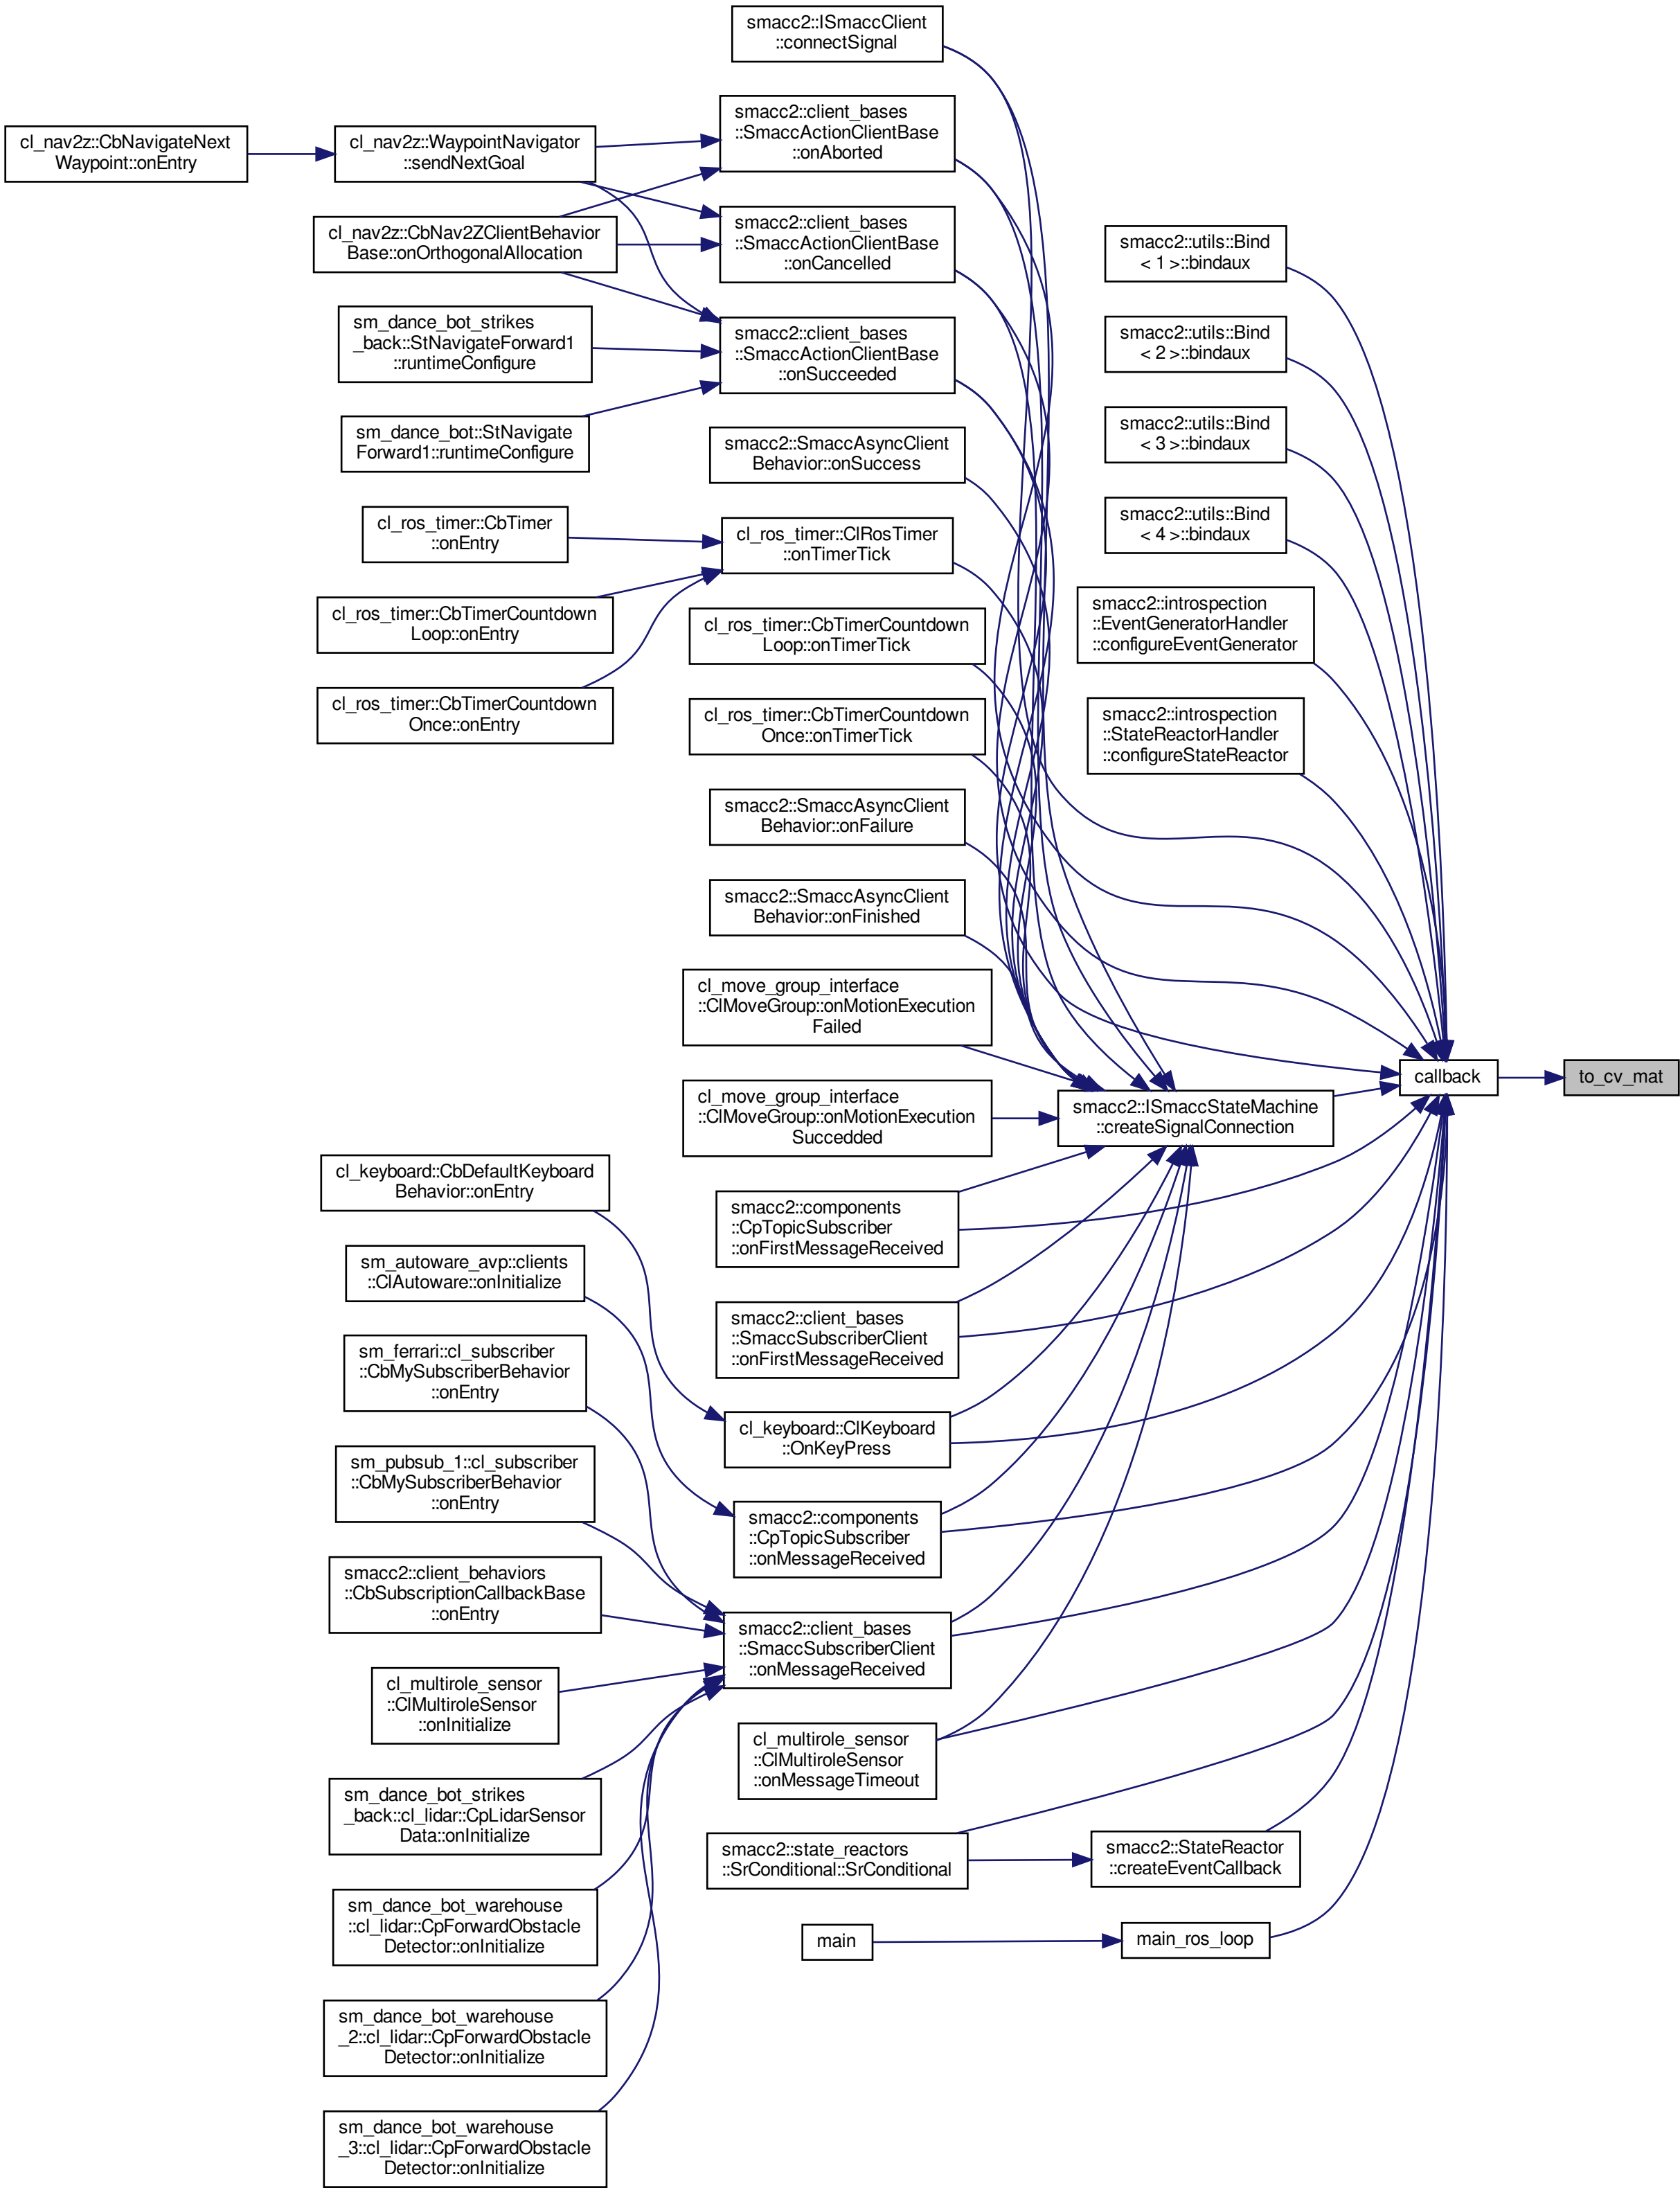 smacc2::ISmaccClient
::connectSignal
smacc2::client_bases
::SmaccActionClientBase
::onAborted
cl_nav2z::CbNavigateNext
Waypoint::onEntry
cl_nav2z::WaypointNavigator
::sendNextGoal
smacc2::client_bases
::SmaccActionClientBase
::onCancelled
cl_nav2z::CbNav2ZClientBehavior
Base::onOrthogonalAllocation
smacc2::utils::Bind
< 1 >::bindaux
sm_dance_bot_strikes
_back::StNavigateForward1
::runtimeConfigure
smacc2::client_bases
::SmaccActionClientBase
::onSucceeded
smacc2::utils::Bind
< 2 >::bindaux
sm_dance_bot::StNavigate
Forward1::runtimeConfigure
smacc2::SmaccAsyncClient
Behavior::onSuccess
smacc2::utils::Bind
< 3 >::bindaux
cl_ros_timer::CbTimer
::onEntry
cl_ros_timer::ClRosTimer
::onTimerTick
smacc2::utils::Bind
< 4 >::bindaux
cl_ros_timer::CbTimerCountdown
Loop::onEntry
cl_ros_timer::CbTimerCountdown
Loop::onTimerTick
smacc2::introspection
::EventGeneratorHandler
::configureEventGenerator
cl_ros_timer::CbTimerCountdown
Once::onEntry
cl_ros_timer::CbTimerCountdown
Once::onTimerTick
smacc2::introspection
::StateReactorHandler
::configureStateReactor
smacc2::SmaccAsyncClient
Behavior::onFailure
smacc2::SmaccAsyncClient
Behavior::onFinished
cl_move_group_interface
::ClMoveGroup::onMotionExecution
Failed
callback
to_cv_mat
cl_move_group_interface
::ClMoveGroup::onMotionExecution
Succedded
smacc2::ISmaccStateMachine
::createSignalConnection
cl_keyboard::CbDefaultKeyboard
Behavior::onEntry
smacc2::components
::CpTopicSubscriber
::onFirstMessageReceived
sm_autoware_avp::clients
::ClAutoware::onInitialize
smacc2::client_bases
::SmaccSubscriberClient
::onFirstMessageReceived
sm_ferrari::cl_subscriber
::CbMySubscriberBehavior
::onEntry
cl_keyboard::ClKeyboard
::OnKeyPress
sm_pubsub_1::cl_subscriber
::CbMySubscriberBehavior
::onEntry
smacc2::components
::CpTopicSubscriber
::onMessageReceived
smacc2::client_behaviors
::CbSubscriptionCallbackBase
::onEntry
smacc2::client_bases
::SmaccSubscriberClient
::onMessageReceived
cl_multirole_sensor
::ClMultiroleSensor
::onInitialize
cl_multirole_sensor
::ClMultiroleSensor
::onMessageTimeout
sm_dance_bot_strikes
_back::cl_lidar::CpLidarSensor
Data::onInitialize
smacc2::state_reactors
::SrConditional::SrConditional
smacc2::StateReactor
::createEventCallback
sm_dance_bot_warehouse
::cl_lidar::CpForwardObstacle
Detector::onInitialize
main
main_ros_loop
sm_dance_bot_warehouse
_2::cl_lidar::CpForwardObstacle
Detector::onInitialize
sm_dance_bot_warehouse
_3::cl_lidar::CpForwardObstacle
Detector::onInitialize